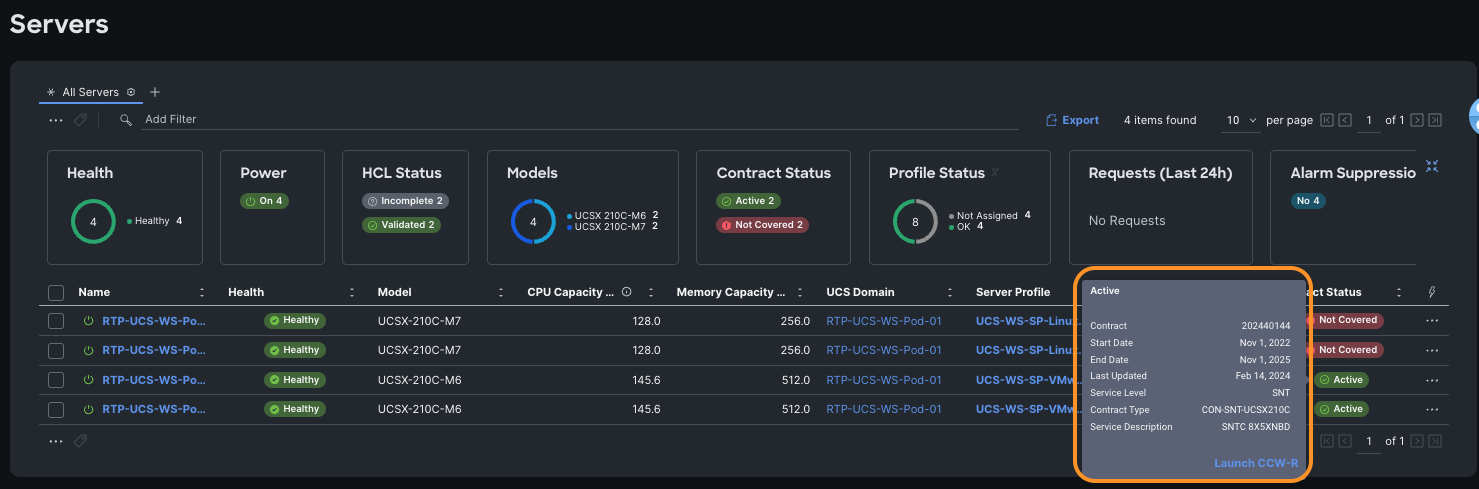 Servers
All Servers
Add Filter
Export 4 items found 10 per page 1 of 1
Health
4
Healthy 4
Power
On 4
HCL Status
Incomplete 2
Validated 2
Models
4
UCSX 210C-M6 2
UCSX 210C-M7 2
Contract Status
Active 2
Not Covered 2
Profile Status
8
Not Assigned 4
OK 4
Requests (Last 24h)
No Requests
Alarm Suppressio
No 4
Name Health Model CPU Capacity ... Memory Capacity ... UCS Domain Server Profile act Status
RTP-UCS-WS-Po... Healthy UCSX-210C-M7 128.0 256.0 RTP-UCS-WS-Pod-01 UCS-WS-SP-Linux... Not Covered ...
RTP-UCS-WS-Po... Healthy UCSX-210C-M7 128.0 256.0 RTP-UCS-WS-Pod-01 UCS-WS-SP-Linux... Not Covered ...
RTP-UCS-WS-Po... Healthy UCSX-210C-M6 145.6 512.0 RTP-UCS-WS-Pod-01 UCS-WS-SP-VMw... Active ...
RTP-UCS-WS-Po... Healthy UCSX-210C-M6 145.6 512.0 RTP-UCS-WS-Pod-01 UCS-WS-SP-VMw... Active ...
Active
Contract 202440144
Start Date Nov 1, 2022
End Date Nov 1, 2025
Last Updated Feb 14, 2024
Service Level SNT
Contract Type CON-SNT-UCSX210C
Service Description SNTC 8X5XNBD
Launch CCW-R
1 of 1